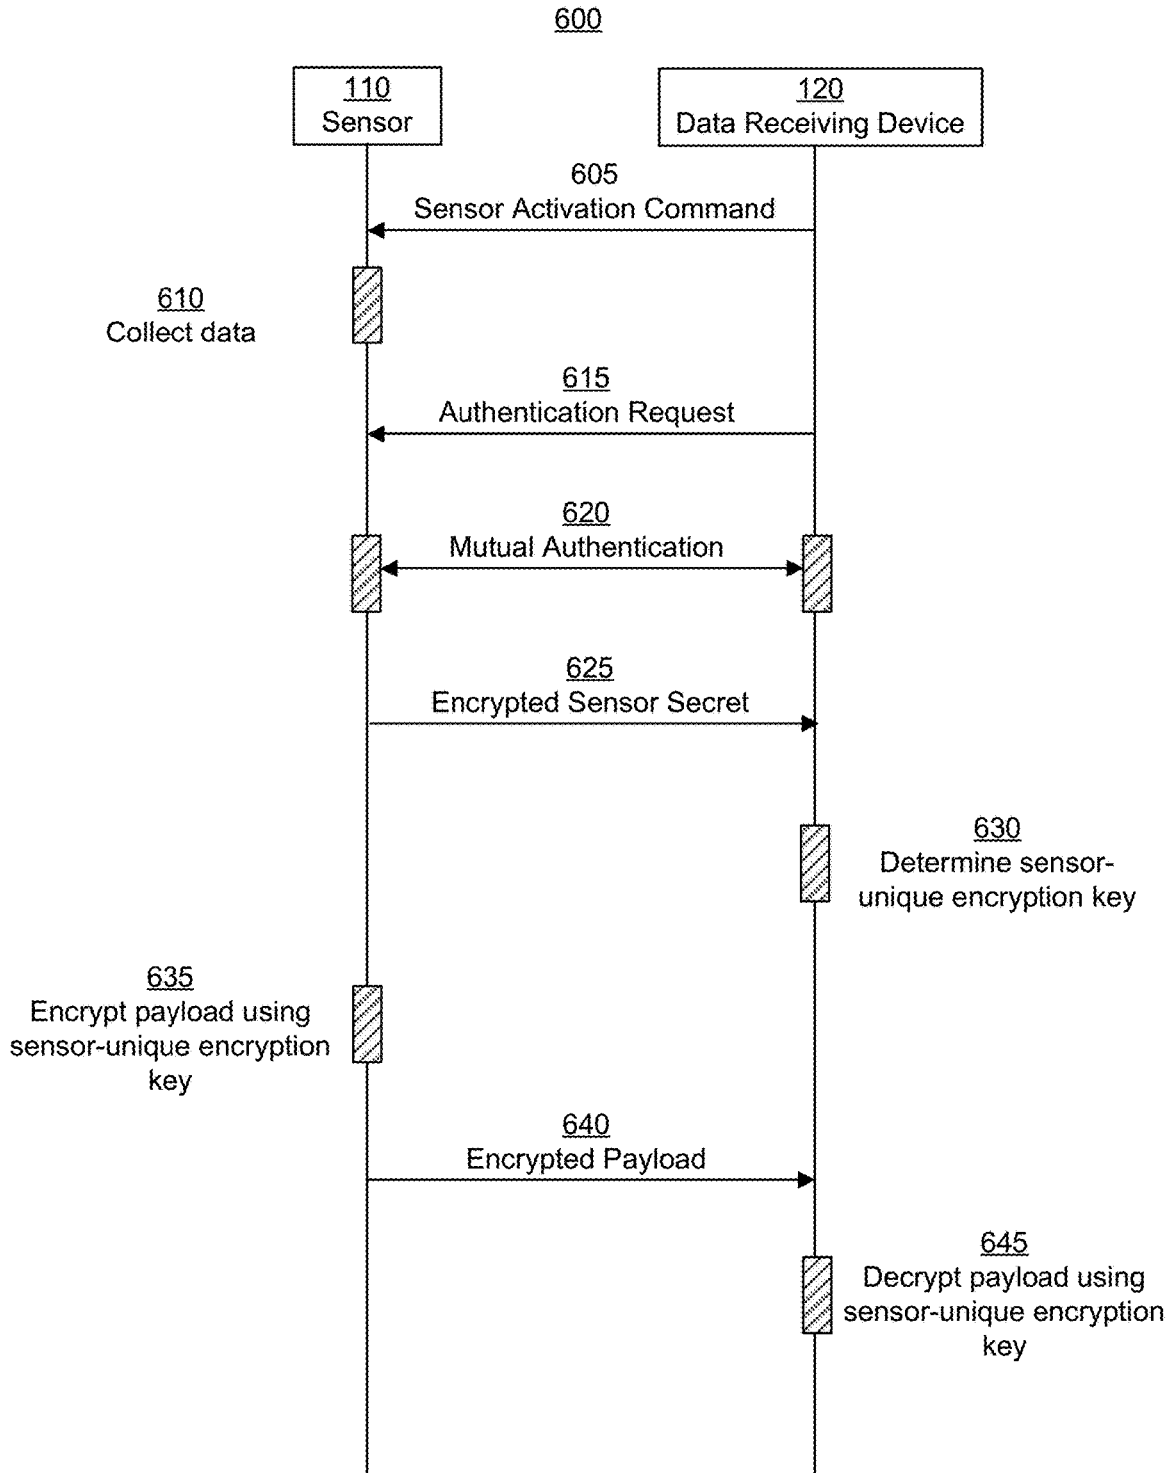 600
110
Sensor
120
Data Receiving Device
605
Sensor Activation Command
610
Collect data
615
Authentication Request
620
Mutual Authentication
625
Encrypted Sensor Secret
630
Determine sensor-
unique encryption key
635
Encrypt payload using
sensor-unique encryption
key
640
Encrypted Payload
645
Decrypt payload using
sensor-unique encryption
key